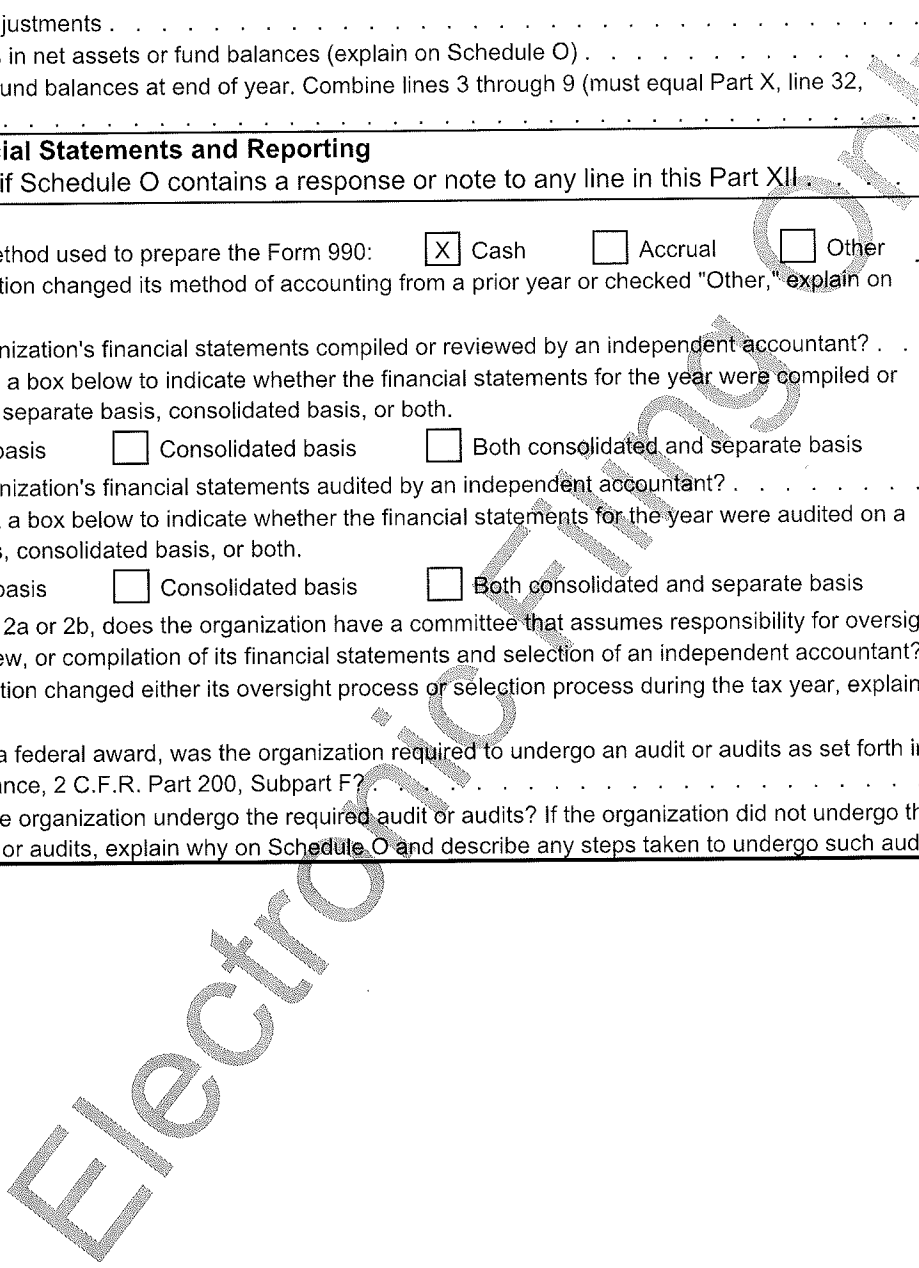 justments . . . . . . . . . . . . . . . . . . . . . . . . . . . .
in net assets or fund balances (explain on Schedule O) . . . . . . . . . . .
und balances at end of year. Combine lines 3 through 9 (must equal Part X, line 32,
. . . . . . . . . . . . . . . . . . . . . . . . . . . . . . . .
cial Statements and Reporting
if Schedule O contains a response or note to any line in this Part XII . . . .
ethod used to prepare the Form 990: X Cash Accrual Other
tion changed its method of accounting from a prior year or checked "Other," explain on
nization's financial statements compiled or reviewed by an independent accountant? . .
a box below to indicate whether the financial statements for the year were compiled or
separate basis, consolidated basis, or both.
basis Consolidated basis Both consolidated and separate basis
nization's financial statements audited by an independent accountant? . . . . . . . .
a box below to indicate whether the financial statements for the year were audited on a
s, consolidated basis, or both.
basis Consolidated basis Both consolidated and separate basis
2a or 2b, does the organization have a committee that assumes responsibility for oversig
ew, or compilation of its financial statements and selection of an independent accountant?
tion changed either its oversight process or selection process during the tax year, explain
a federal award, was the organization required to undergo an audit or audits as set forth in
ance, 2 C.F.R. Part 200, Subpart F? . . . . . . . . . . . . . . . . . . . .
e organization undergo the required audit or audits? If the organization did not undergo th
or audits, explain why on Schedule O and describe any steps taken to undergo such aud
Electronic Filing On